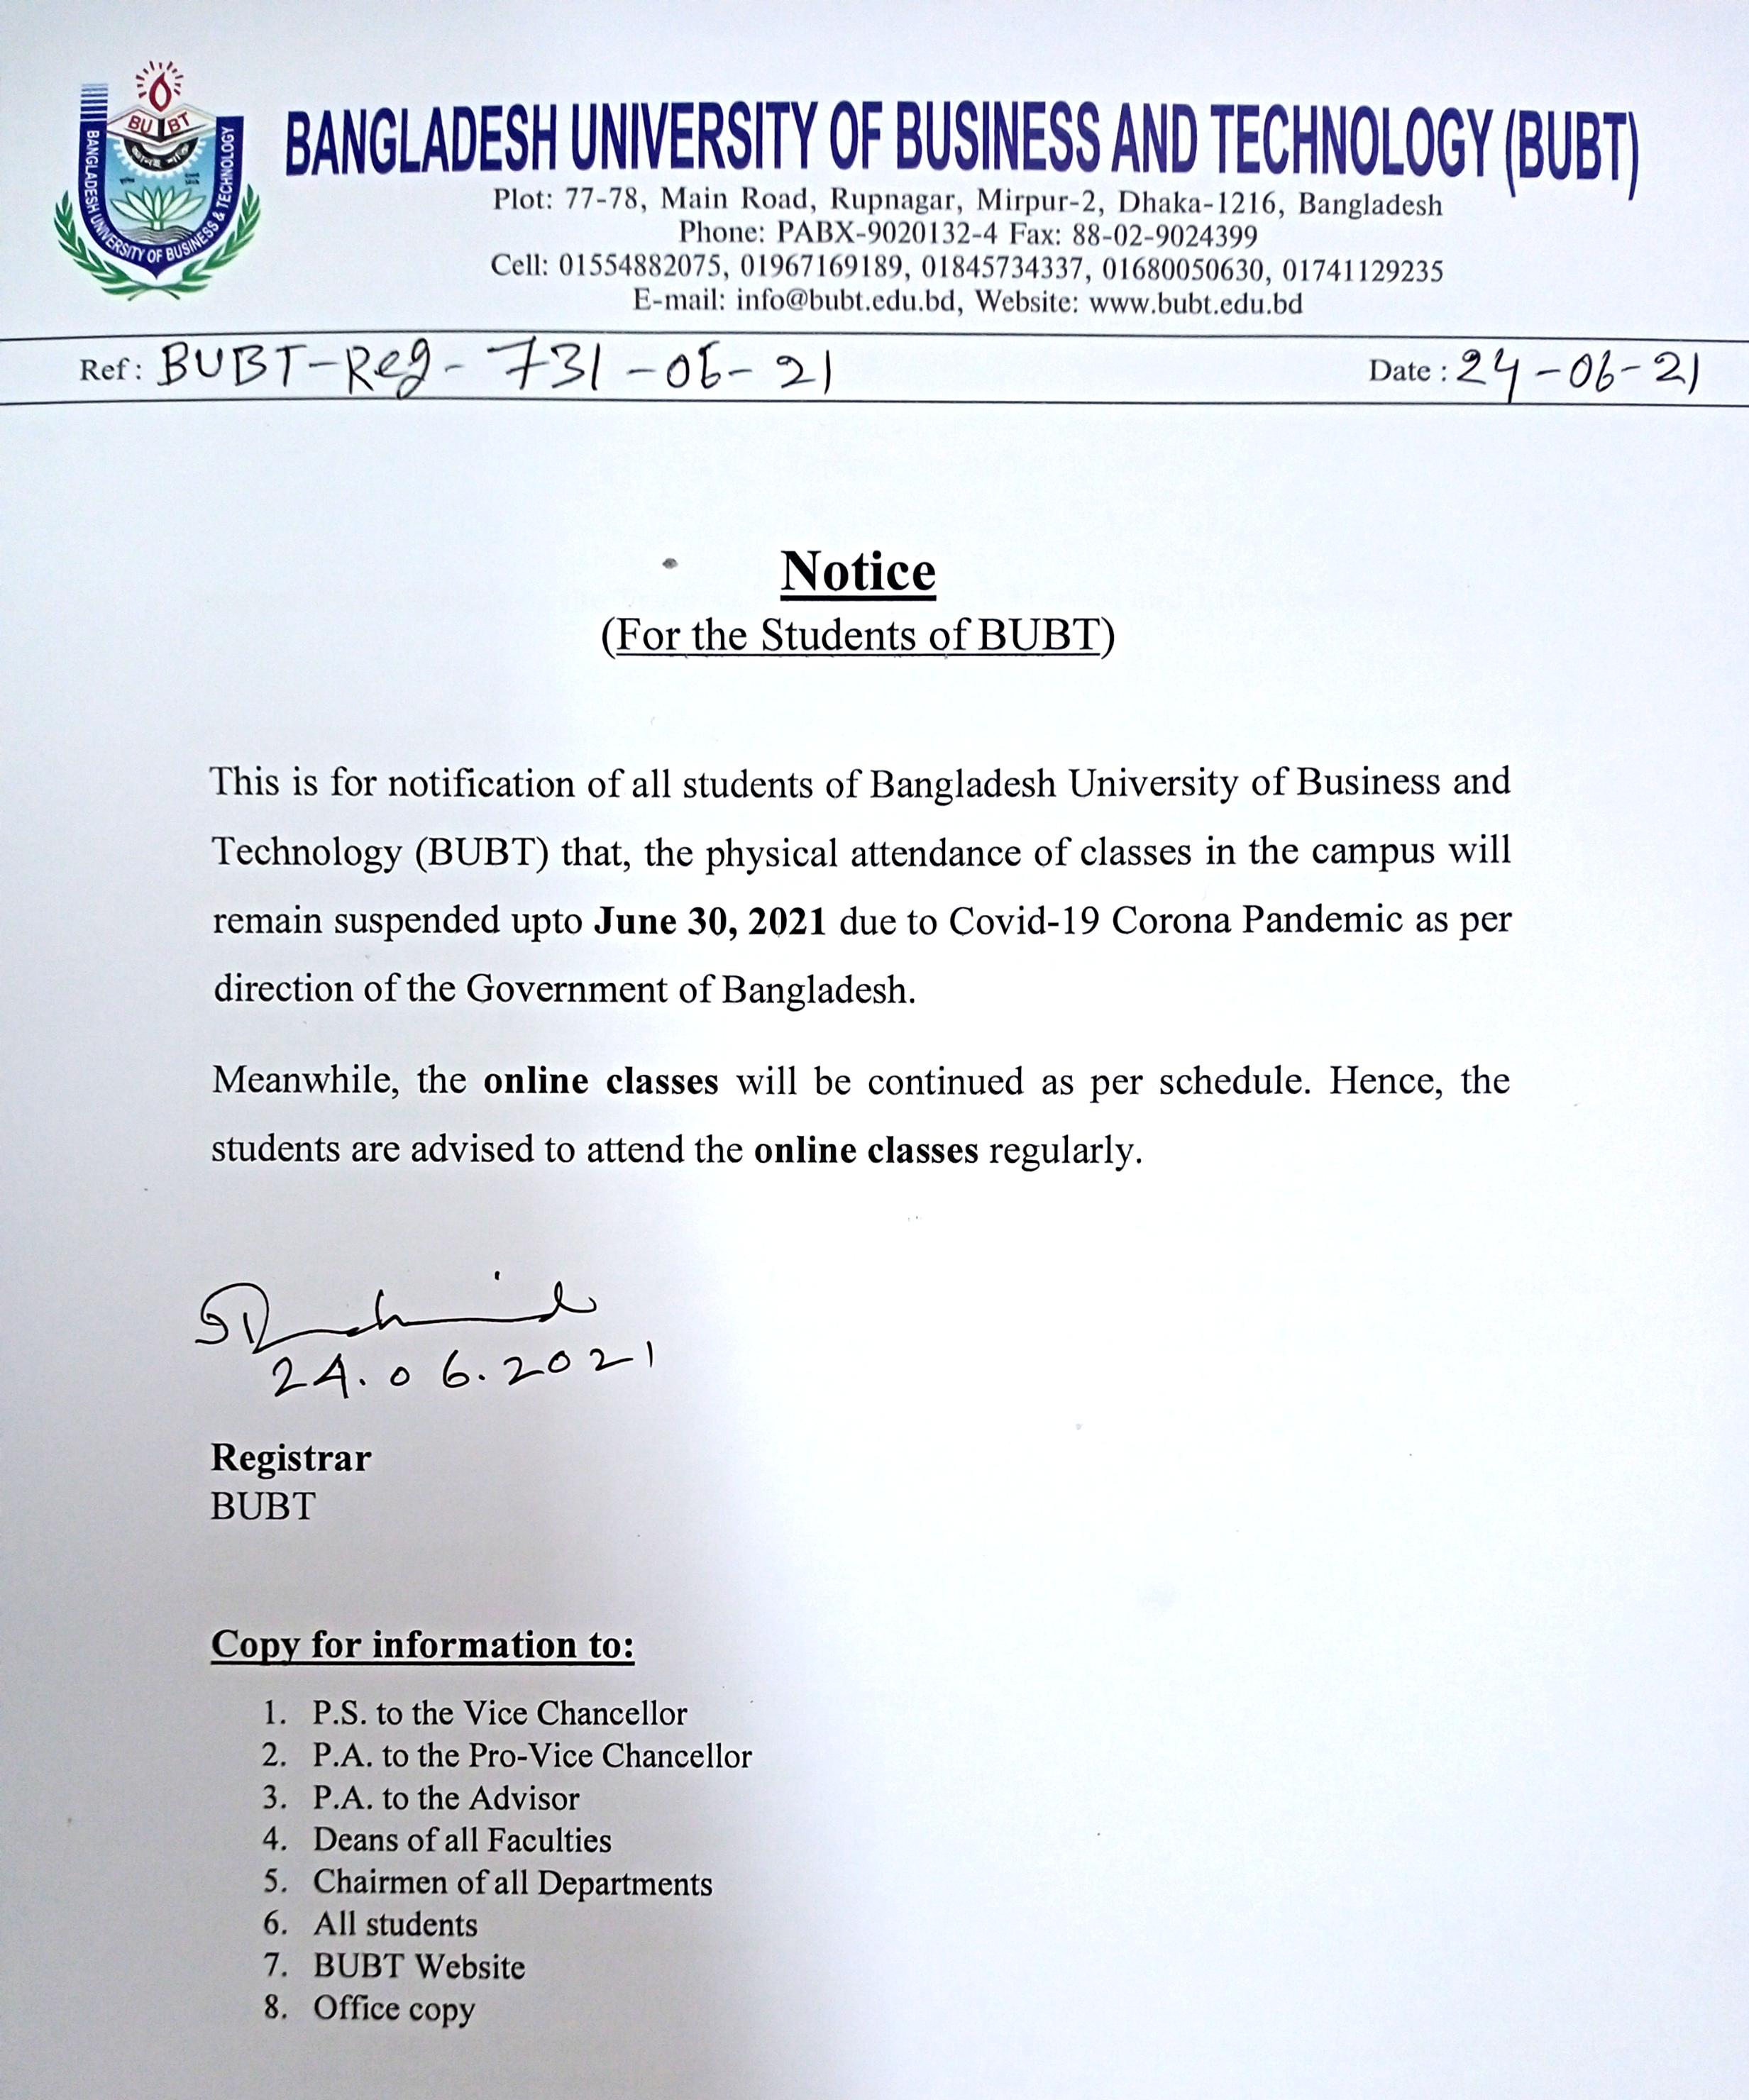 BU BT
BANGLADESH UNIVERSITY OF BUSINESS & TECHNOLOGY
BANGLADESH UNIVERSITY OF BUSINESS AND TECHNOLOGY (BUBT)
Plot: 77-78, Main Road, Rupnagar, Mirpur-2, Dhaka-1216, Bangladesh
Phone: PABX-9020132-4 Fax: 88-02-9024399
Cell: 01554882075, 01967169189, 01845734337, 01680050630, 01741129235
E-mail: info@bubt.edu.bd, Website: www.bubt.edu.bd
Ref: BUBT-Reg-731-06-21 Date: 24-06-21
Notice
(For the Students of BUBT)
This is for notification of all students of Bangladesh University of Business and
Technology (BUBT) that, the physical attendance of classes in the campus will
remain suspended upto June 30, 2021 due to Covid-19 Corona Pandemic as per
direction of the Government of Bangladesh.
Meanwhile, the online classes will be continued as per schedule. Hence, the
students are advised to attend the online classes regularly.
24.06.2021
Registrar
BUBT
Copy for information to:
1. P.S. to the Vice Chancellor
2. P.A. to the Pro-Vice Chancellor
3. P.A. to the Advisor
4. Deans of all Faculties
5. Chairmen of all Departments
6. All students
7. BUBT Website
8. Office copy